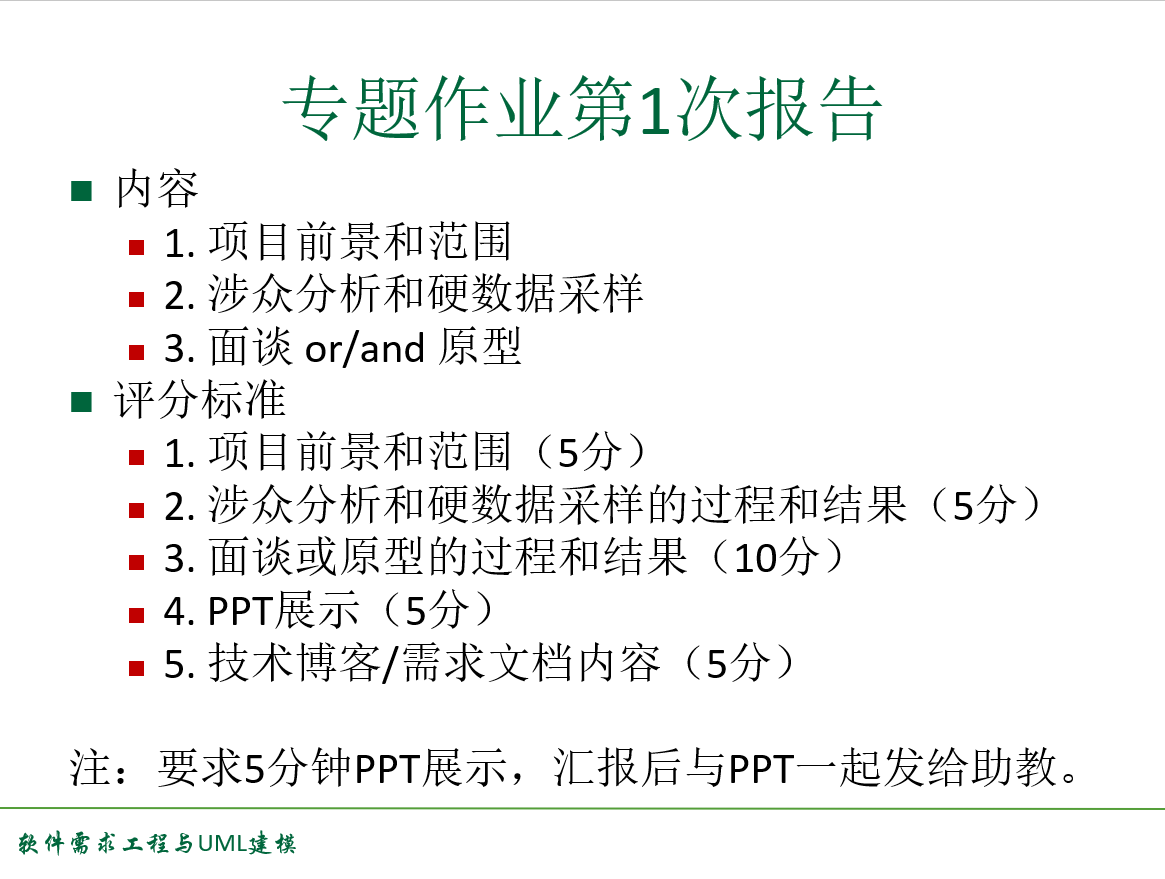 专题作业第1次报告
内容
1. 项目前景和范围
2. 涉众分析和硬数据采样
3. 面谈 or/and 原型
评分标准
1. 项目前景和范围（5分）
2. 涉众分析和硬数据采样的过程和结果（5分）
3. 面谈或原型的过程和结果（10分）
4. PPT展示（5分）
5. 技术博客/需求文档内容（5分）
注：要求5分钟PPT展示，汇报后与PPT一起发给助教。
软件需求工程与UML建模